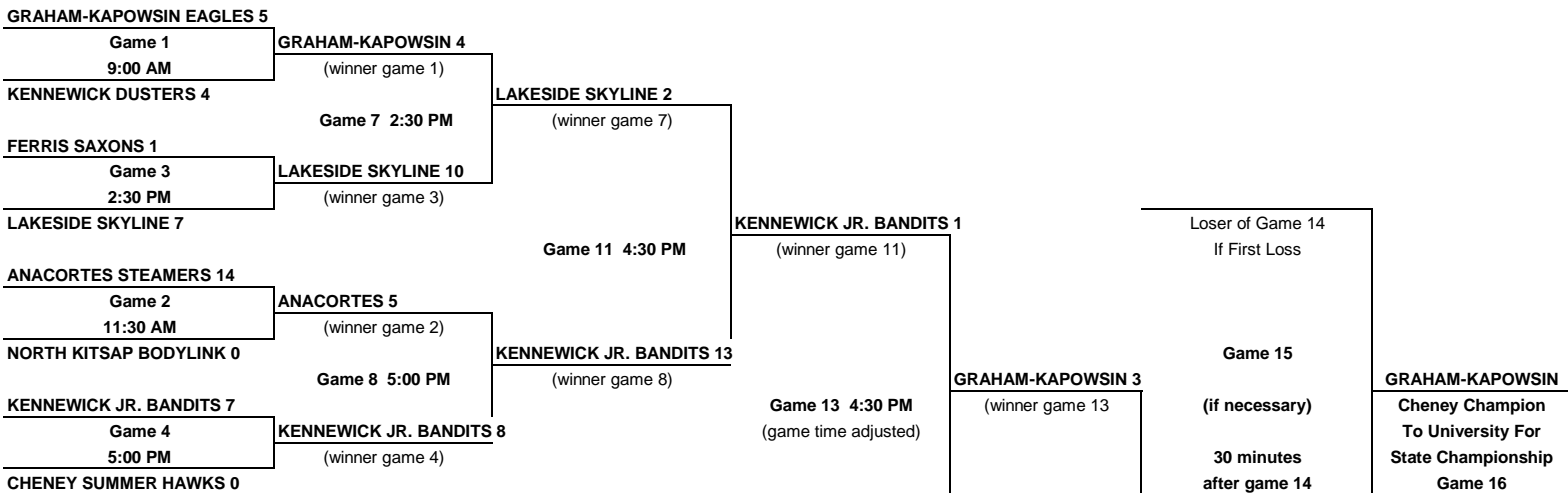 GRAHAM-KAPOWSIN EAGLES 5
Game 1 GRAHAM-KAPOWSIN 4
9:00 AM (winner game 1)
KENNEWICK DUSTERS 4 LAKESIDE SKYLINE 2
Game 7 2:30 PM (winner game 7)
FERRIS SAXONS 1
Game 3 LAKESIDE SKYLINE 10
2:30 PM (winner game 3)
LAKESIDE SKYLINE 7 KENNEWICK JR. BANDITS 1 Loser of Game 14
Game 11 4:30 PM (winner game 11) If First Loss
ANACORTES STEAMERS 14
Game 2 ANACORTES 5
11:30 AM (winner game 2)
NORTH KITSAP BODYLINK 0 KENNEWICK JR. BANDITS 13 Game 15
Game 8 5:00 PM (winner game 8) GRAHAM-KAPOWSIN 3 GRAHAM-KAPOWSIN
KENNEWICK JR. BANDITS 7 Game 13 4:30 PM (winner game 13 (if necessary) Cheney Champion
Game 4 KENNEWICK JR. BANDITS 8 (game time adjusted) To University For
5:00 PM (winner game 4) 30 minutes State Championship
CHENEY SUMMER HAWKS 0 after game 14 Game 16